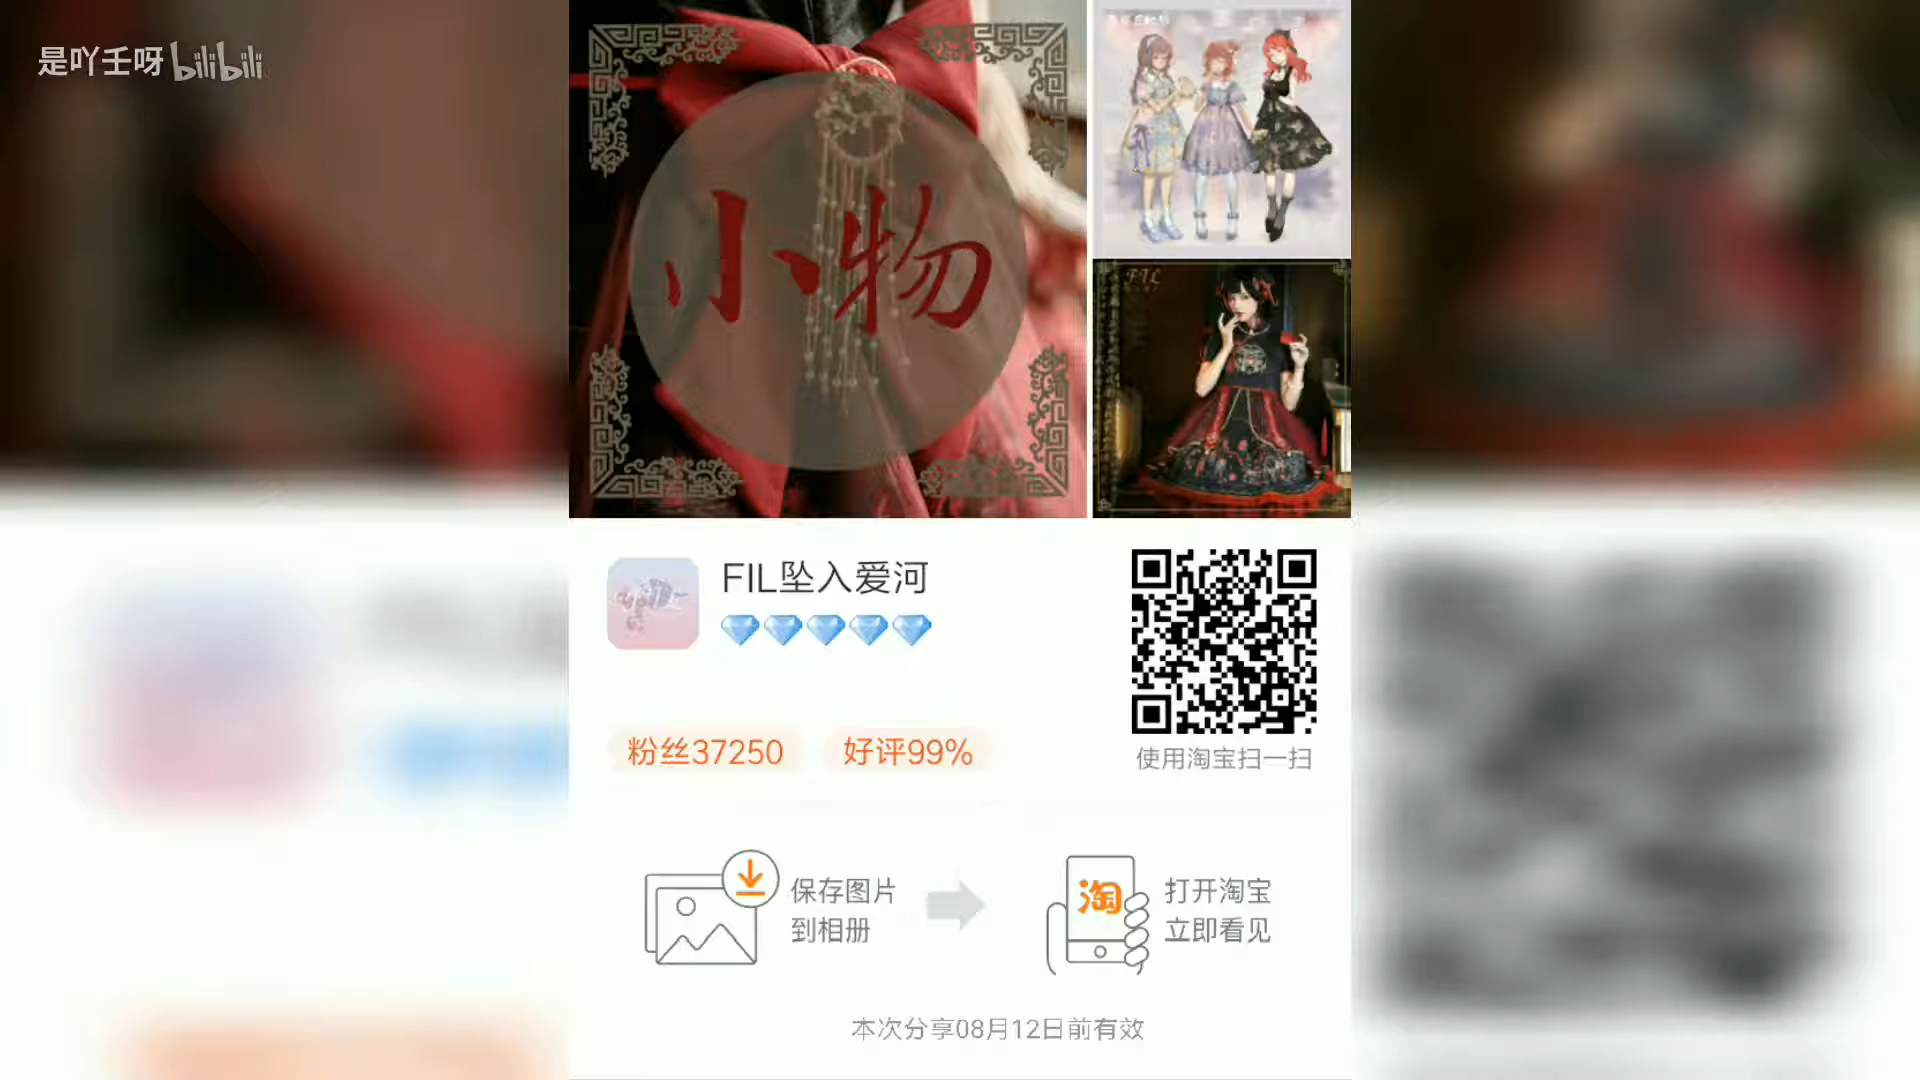 是吖壬呀 bilibili
小物
FIL
FIL坠入爱河
粉丝37250
好评99%
使用淘宝扫一扫
保存图片
到相册
淘
打开淘宝
立即看见
本次分享08月12日前有效